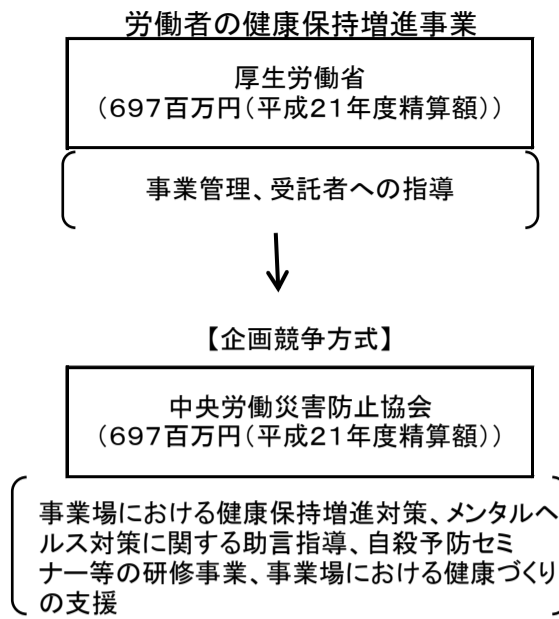 労働者の健康保持増進事業
厚生労働省
（697百万円（平成21年度精算額））
事業管理、受託者への指導
【企画競争方式】
中央労働災害防止協会
（697百万円（平成21年度精算額））
事業場における健康保持増進対策、メンタルヘ
ルス対策に関する助言指導、自殺予防セミ
ナー等の研修事業、事業場における健康づくり
の支援